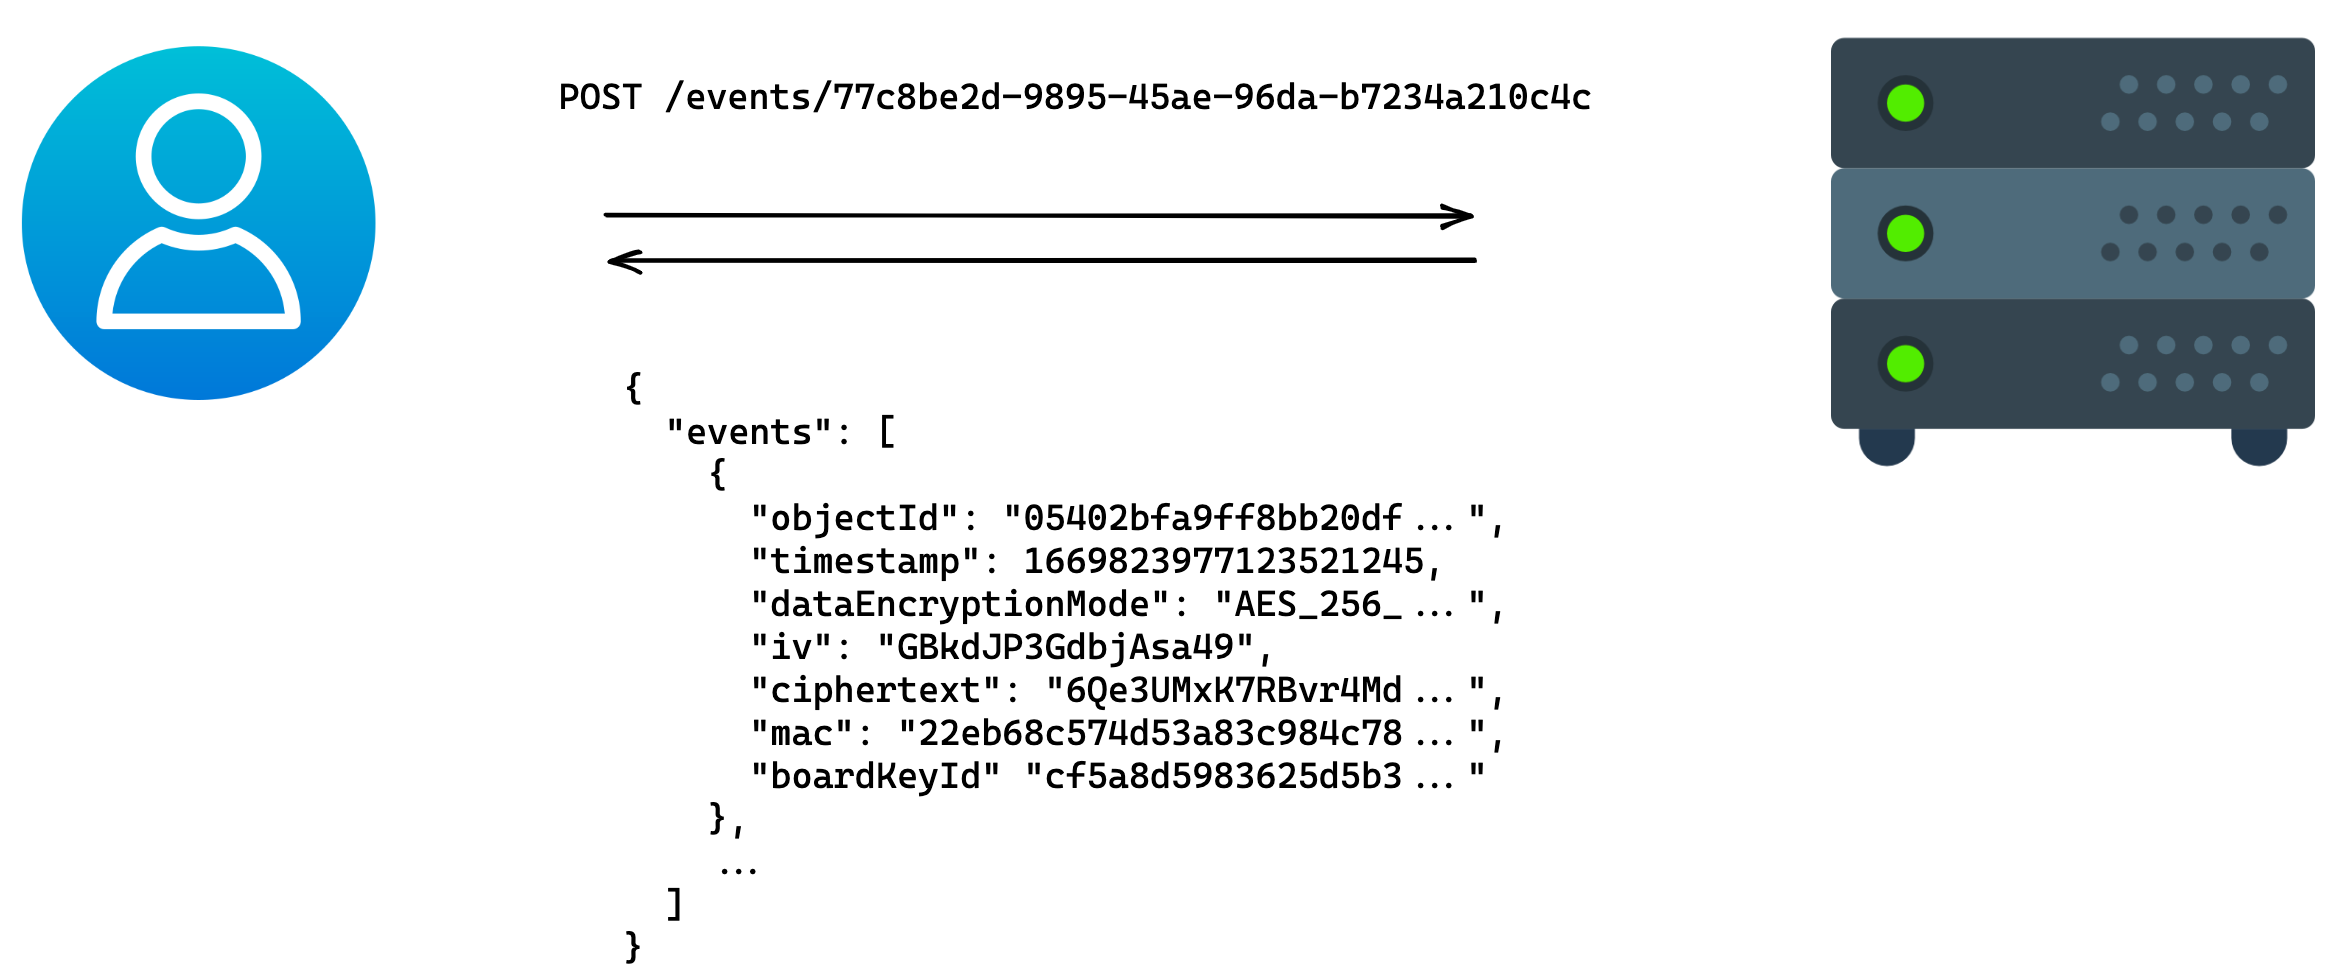 POST /events/77c8be2d-9895-45ae-96da-b7234a210c4c
{
"events": [
{
"objectId": "05402bfa9ff8bb20df...",
"timestamp": 1669823977123521245,
"dataEncryptionMode": "AES_256_...",
"iv": "GBkdJP3GdbjAsa49",
"ciphertext": "6Qe3UMxK7RBvr4Md...",
"mac": "22eb68c574d53a83c984c78...",
"boardKeyId" "cf5a8d5983625d5b3..."
},
...
]
}